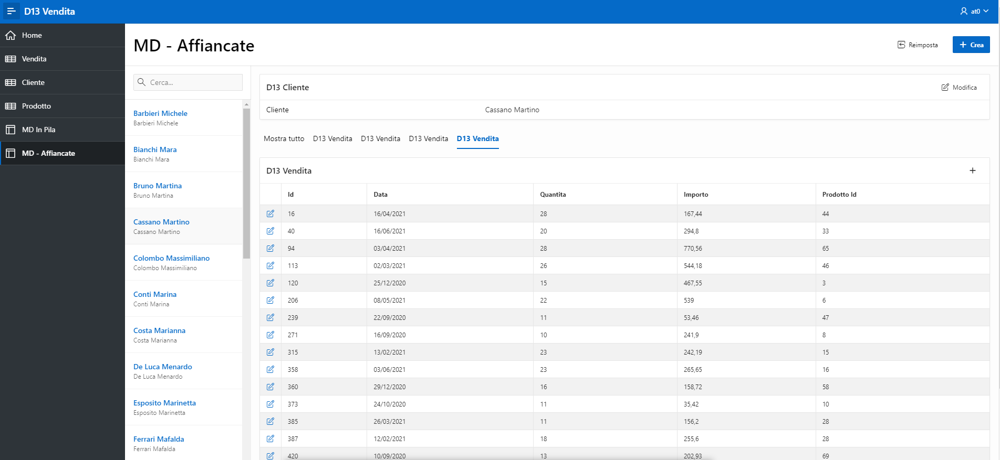 D13 Vendita
at0
Home
Vendita
Cliente
Prodotto
MD In Pila
MD - Affiancate
MD - Affiancate
Reimposta
Crea
Cerca...
Barbieri Michele
Barbieri Michele
Bianchi Mara
Bianchi Mara
Bruno Martina
Bruno Martina
Cassano Martino
Cassano Martino
Colombo Massimiliano
Colombo Massimiliano
Conti Marina
Conti Marina
Costa Marianna
Costa Marianna
De Luca Menardo
De Luca Menardo
Esposito Marinetta
Esposito Marinetta
Ferrari Mafalda
Ferrari Mafalda
D13 Cliente
Modifica
Cliente Cassano Martino
Mostra tutto D13 Vendita D13 Vendita D13 Vendita D13 Vendita
D13 Vendita
Id Data Quantita Importo Prodotto Id
16 16/04/2021 28 167,44 44
40 16/06/2021 20 294,8 33
94 03/04/2021 28 770,56 65
113 02/03/2021 26 544,18 46
120 25/12/2020 15 467,55 3
206 08/05/2021 22 539 6
239 22/09/2020 11 53,46 47
271 16/09/2020 10 241,9 8
315 13/02/2021 23 242,19 15
358 03/06/2021 23 265,65 16
360 29/12/2020 16 158,72 58
373 24/10/2020 11 35,42 10
385 26/03/2021 11 156,2 28
387 12/02/2021 18 255,6 28
420 10/09/2020 13 202,93 69